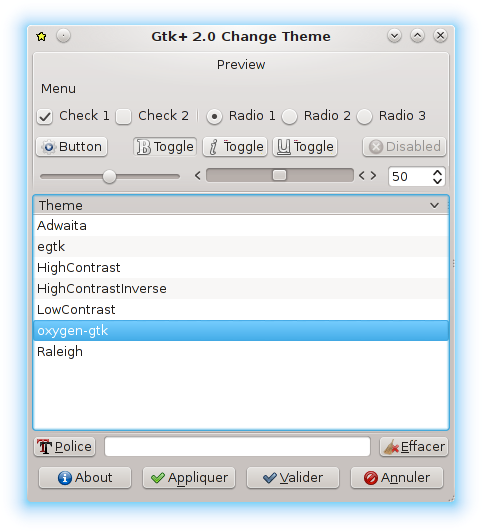 Gtk+ 2.0 Change Theme
Preview
Menu
Check 1 Check 2 Radio 1 Radio 2 Radio 3
Button B Toggle i Toggle U Toggle Disabled
< < > 50
Theme
Adwaita
egtk
HighContrast
HighContrastInverse
LowContrast
oxygen-gtk
Raleigh
Police Effacer
About Appliquer Valider Annuler